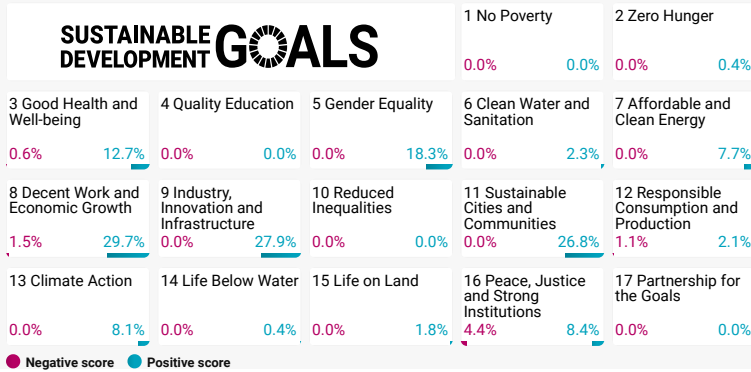 SUSTAINABLE
DEVELOPMENT
GOALS
1 No Poverty
0.0% 0.0%
2 Zero Hunger
0.0% 0.4%
3 Good Health and
Well-being
0.6% 12.7%
4 Quality Education
0.0% 0.0%
5 Gender Equality
0.0% 18.3%
6 Clean Water and
Sanitation
0.0% 2.3%
7 Affordable and
Clean Energy
0.0% 7.7%
8 Decent Work and
Economic Growth
1.5% 29.7%
9 Industry,
Innovation and
Infrastructure
0.0% 27.9%
10 Reduced
Inequalities
0.0% 0.0%
11 Sustainable
Cities and
Communities
0.0% 26.8%
12 Responsible
Consumption and
Production
1.1% 2.1%
13 Climate Action
0.0% 8.1%
14 Life Below Water
0.0% 0.4%
15 Life on Land
0.0% 1.8%
16 Peace, Justice
and Strong
Institutions
4.4% 8.4%
17 Partnership for
the Goals
0.0% 0.0%
Negative score Positive score